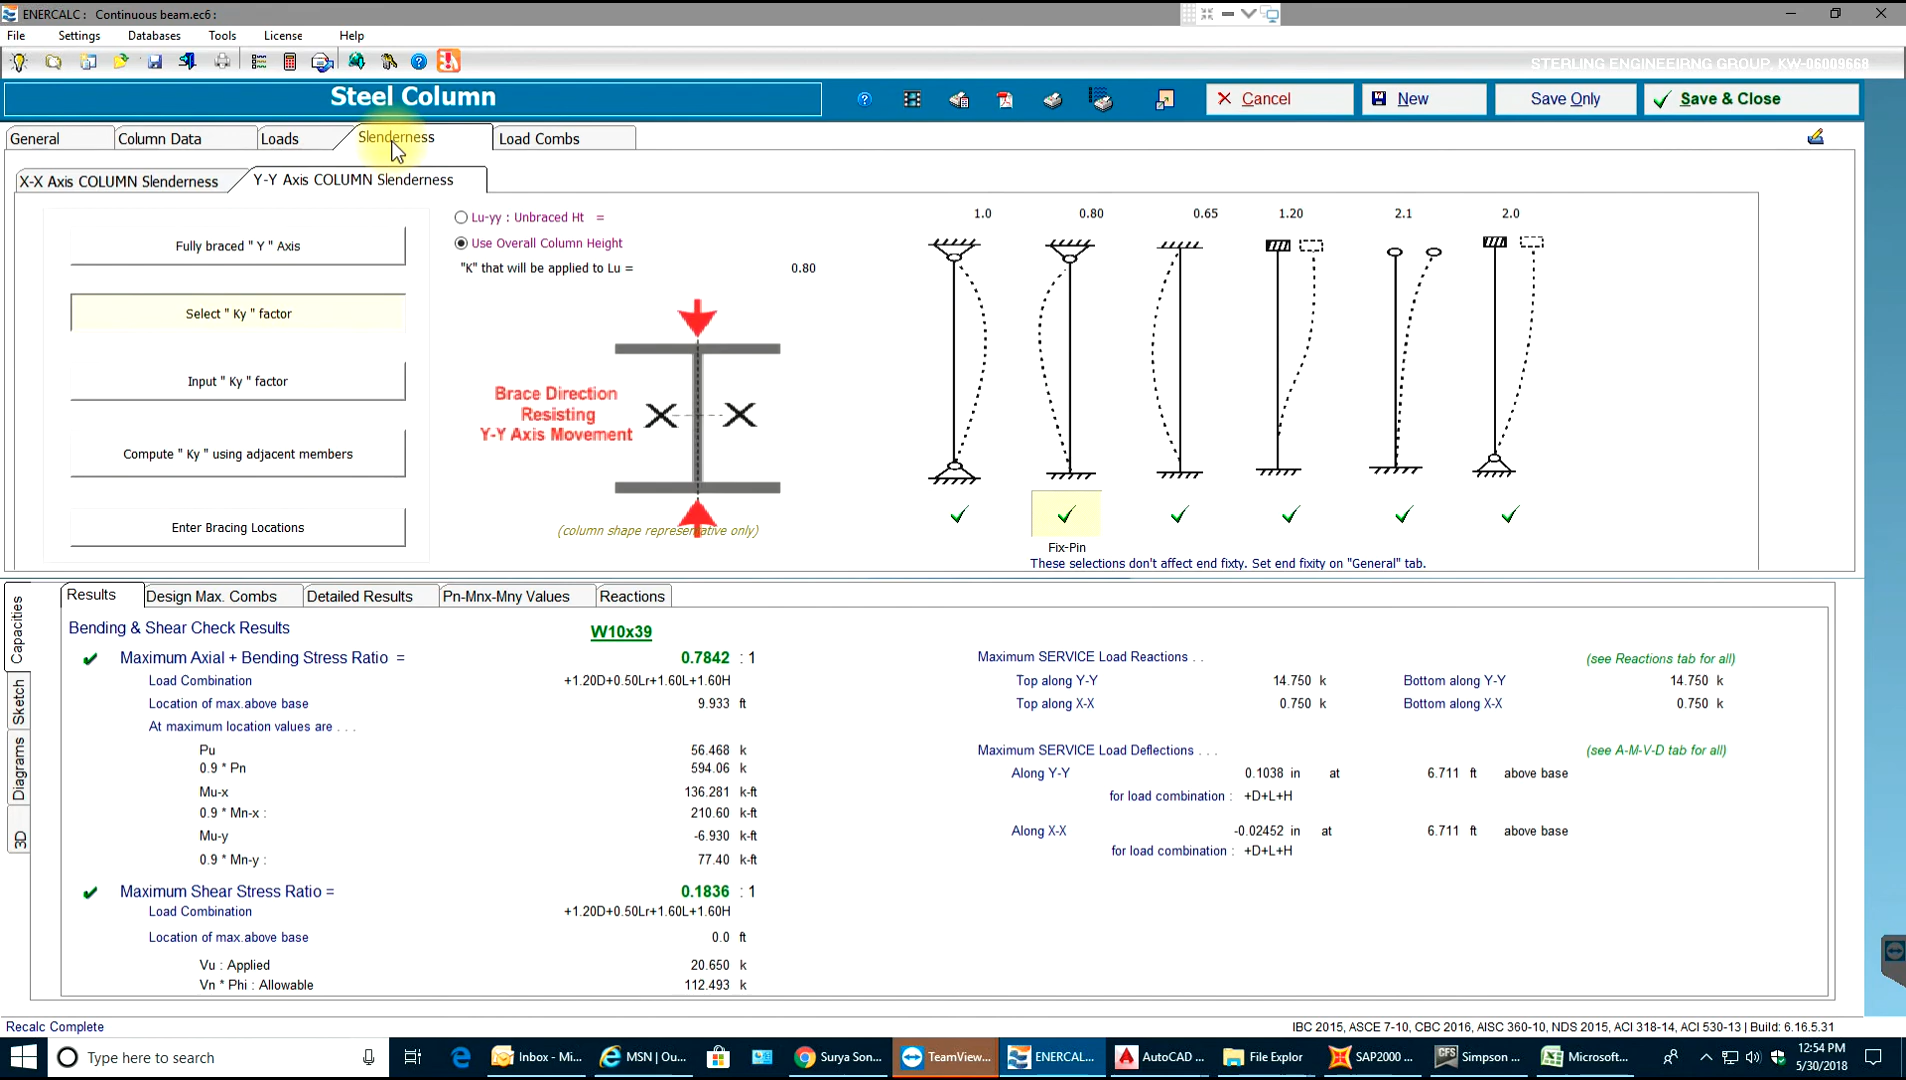 ENERCALC : Continuous beam.ec6 :
File Settings Databases Tools License Help
STERLING ENGINEEIRNG GROUP, KW-06009668
Steel Column
Cancel New Save Only Save & Close
General Column Data Loads Slenderness Load Combs
X-X Axis COLUMN Slenderness Y-Y Axis COLUMN Slenderness
Fully braced " Y " Axis
Select " Ky " factor
Input " Ky " factor
Compute " Ky " using adjacent members
Enter Bracing Locations
Lu-yy : Unbraced Ht =
Use Overall Column Height
"K" that will be applied to Lu = 0.80
Brace Direction
Resisting
Y-Y Axis Movement
(column shape representative only)
1.0 0.80 0.65 1.20 2.1 2.0
Fix-Pin
These selections don't affect end fixty. Set end fixity on "General" tab.
Capacities
Sketch
Diagrams
3D
Results Design Max. Combs Detailed Results Pn-Mnx-Mny Values Reactions
Bending & Shear Check Results W10x39
Maximum Axial + Bending Stress Ratio = 0.7842 : 1
Load Combination +1.20D+0.50Lr+1.60L+1.60H
Location of max.above base 9.933 ft
At maximum location values are . . .
Pu 56.468 k
0.9 * Pn 594.06 k
Mu-x 136.281 k-ft
0.9 * Mn-x : 210.60 k-ft
Mu-y -6.930 k-ft
0.9 * Mn-y : 77.40 k-ft
Maximum Shear Stress Ratio = 0.1836 : 1
Load Combination +1.20D+0.50Lr+1.60L+1.60H
Location of max.above base 0.0 ft
Vu : Applied 20.650 k
Vn * Phi : Allowable 112.493 k
Maximum SERVICE Load Reactions . . (see Reactions tab for all)
Top along Y-Y 14.750 k Bottom along Y-Y 14.750 k
Top along X-X 0.750 k Bottom along X-X 0.750 k
Maximum SERVICE Load Deflections . . . (see A-M-V-D tab for all)
Along Y-Y 0.1038 in at 6.711 ft above base
for load combination : +D+L+H
Along X-X -0.02452 in at 6.711 ft above base
for load combination : +D+L+H
Recalc Complete IBC 2015, ASCE 7-10, CBC 2016, AISC 360-10, NDS 2015, ACI 318-14, ACI 530-13 | Build: 6.16.5.31
Type here to search Inbox - Mi... MSN | Ou... Surya Son... TeamView... ENERCAL... AutoCAD ... File Explor SAP2000 ... CFS Simpson ... Microsoft... 12:54 PM
5/30/2018